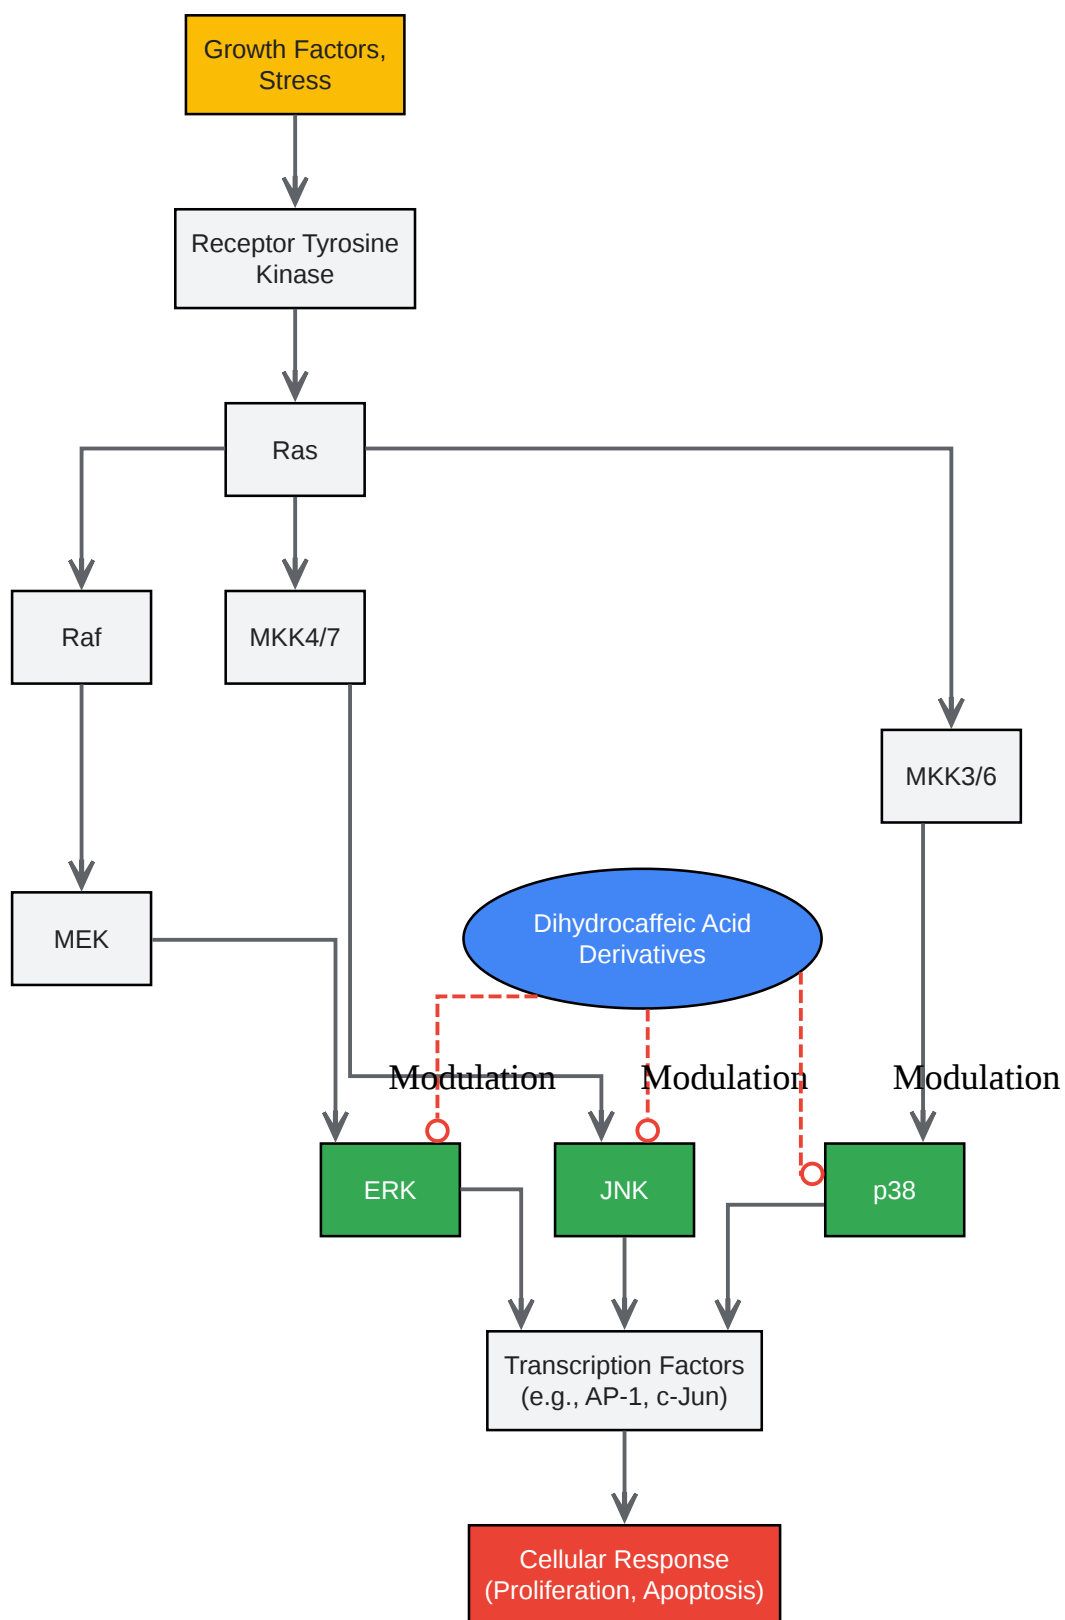 Growth Factors,
Stress
Receptor Tyrosine
Kinase
Ras
Raf
MKK4/7
MKK3/6
MEK
Dihydrocaffeic Acid
Derivatives
Modulation
Modulation
Modulation
ERK
JNK
p38
Transcription Factors
(e.g., AP-1, c-Jun)
Cellular Response
(Proliferation, Apoptosis)